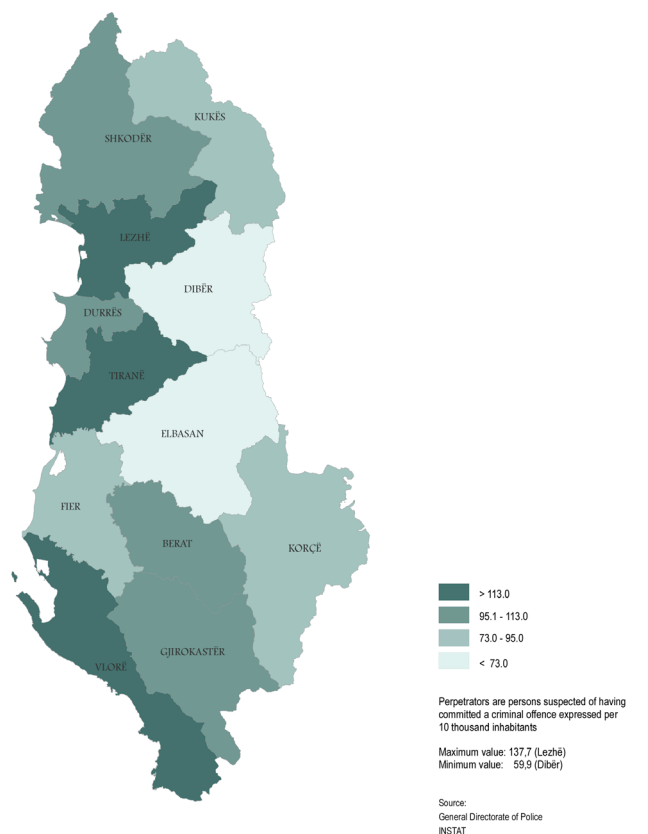 KUKËS
SHKODËR
LEZHË
DIBËR
DURRËS
TIRANË
ELBASAN
FIER
BERAT
KORÇË
GJIROKASTËR
VLORË
> 113.0
95.1 - 113.0
73.0 - 95.0
< 73.0
Perpetrators are persons suspected of having
committed a criminal offence expressed per
10 thousand inhabitants
Maximum value: 137,7 (Lezhë)
Minimum value: 59,9 (Dibër)
Source:
General Directorate of Police
INSTAT